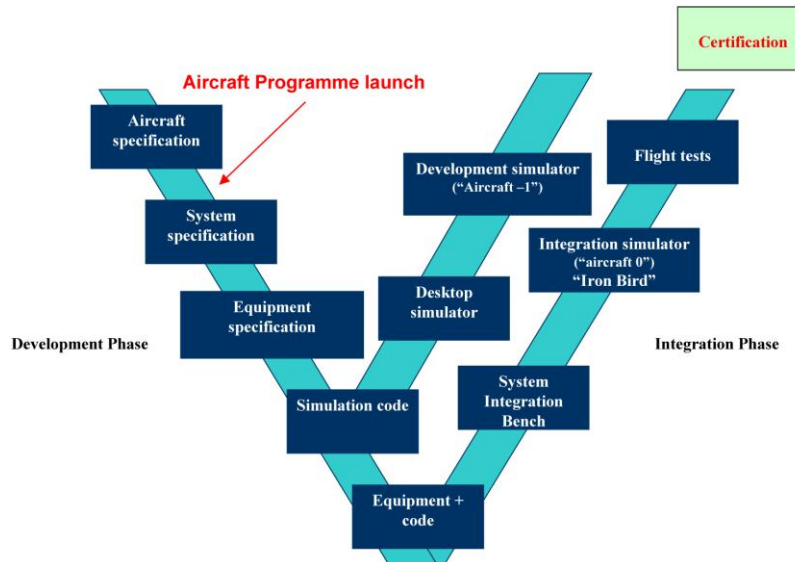 Certification
Aircraft Programme launch
Aircraft
specification
Development simulator
(“Aircraft –1”)
Flight tests
System
specification
Integration simulator
(“aircraft 0”)
“Iron Bird”
Equipment
specification
Desktop
simulator
Development Phase
Integration Phase
Simulation code
System
Integration
Bench
Equipment +
code